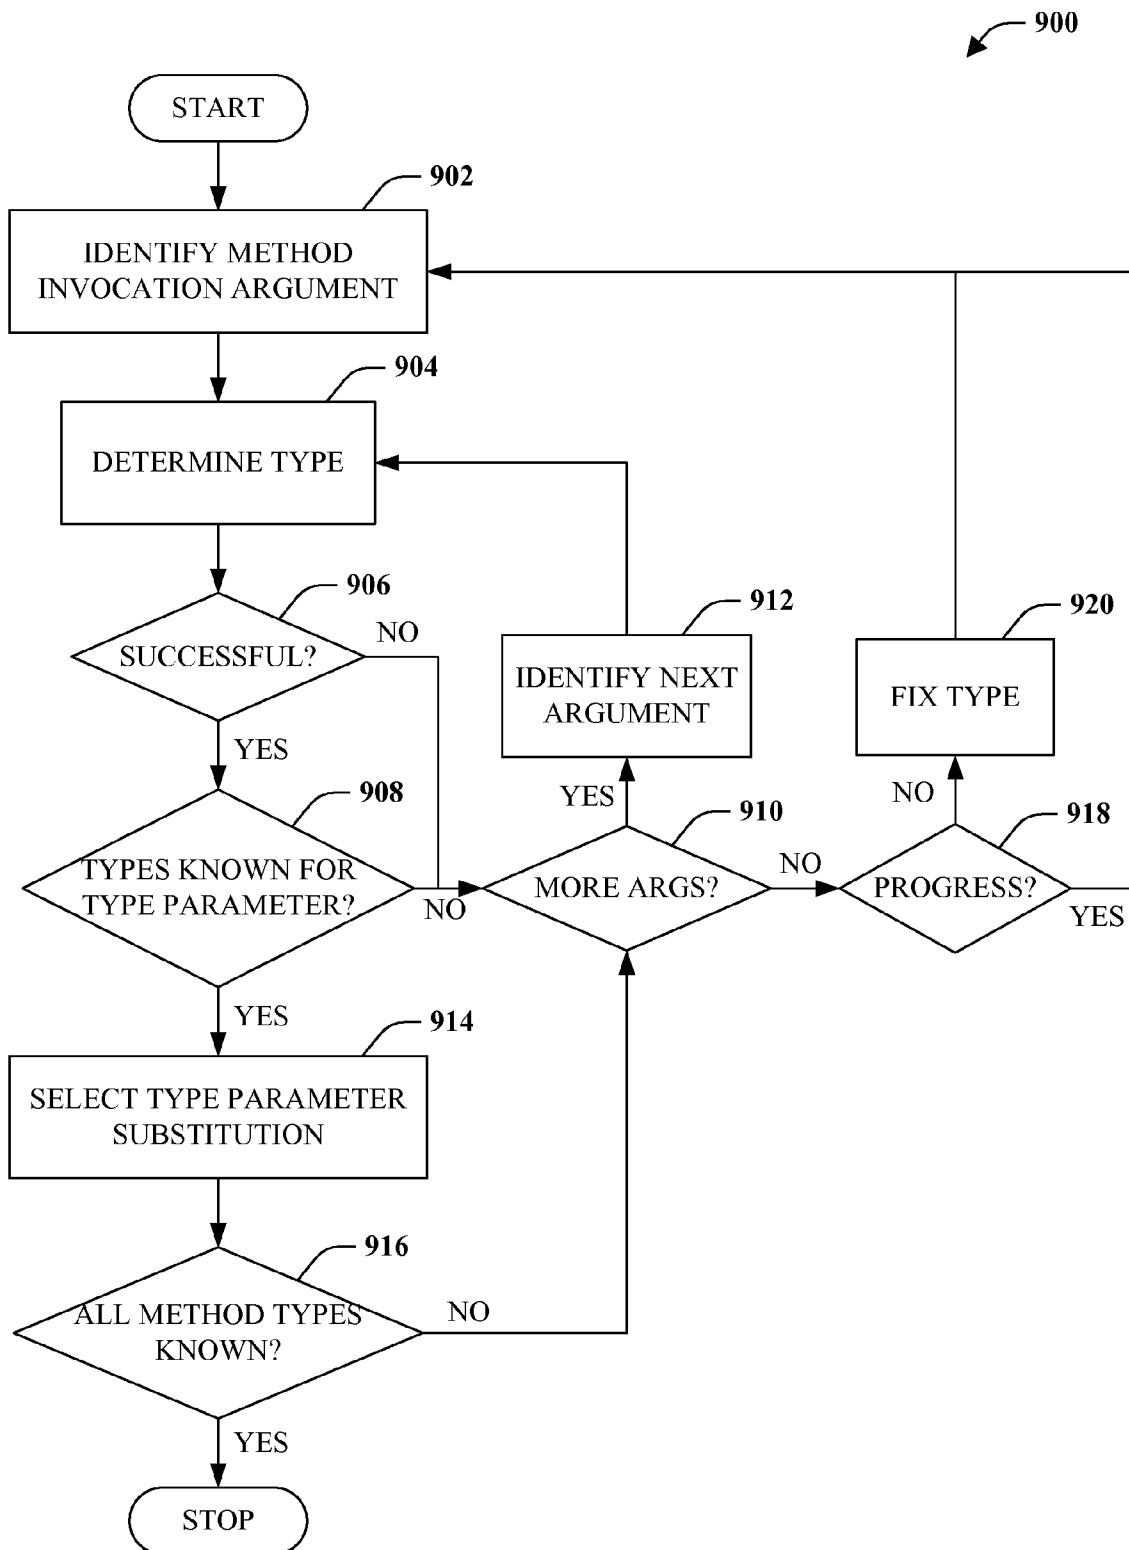 900
START
902
IDENTIFY METHOD
INVOCATION ARGUMENT
904
DETERMINE TYPE
906
SUCCESSFUL?
NO
YES
912
IDENTIFY NEXT
ARGUMENT
920
FIX TYPE
908
TYPES KNOWN FOR
TYPE PARAMETER?
NO
YES
910
MORE ARGS?
YES
NO
918
PROGRESS?
NO
YES
914
SELECT TYPE PARAMETER
SUBSTITUTION
916
ALL METHOD TYPES
KNOWN?
NO
YES
STOP